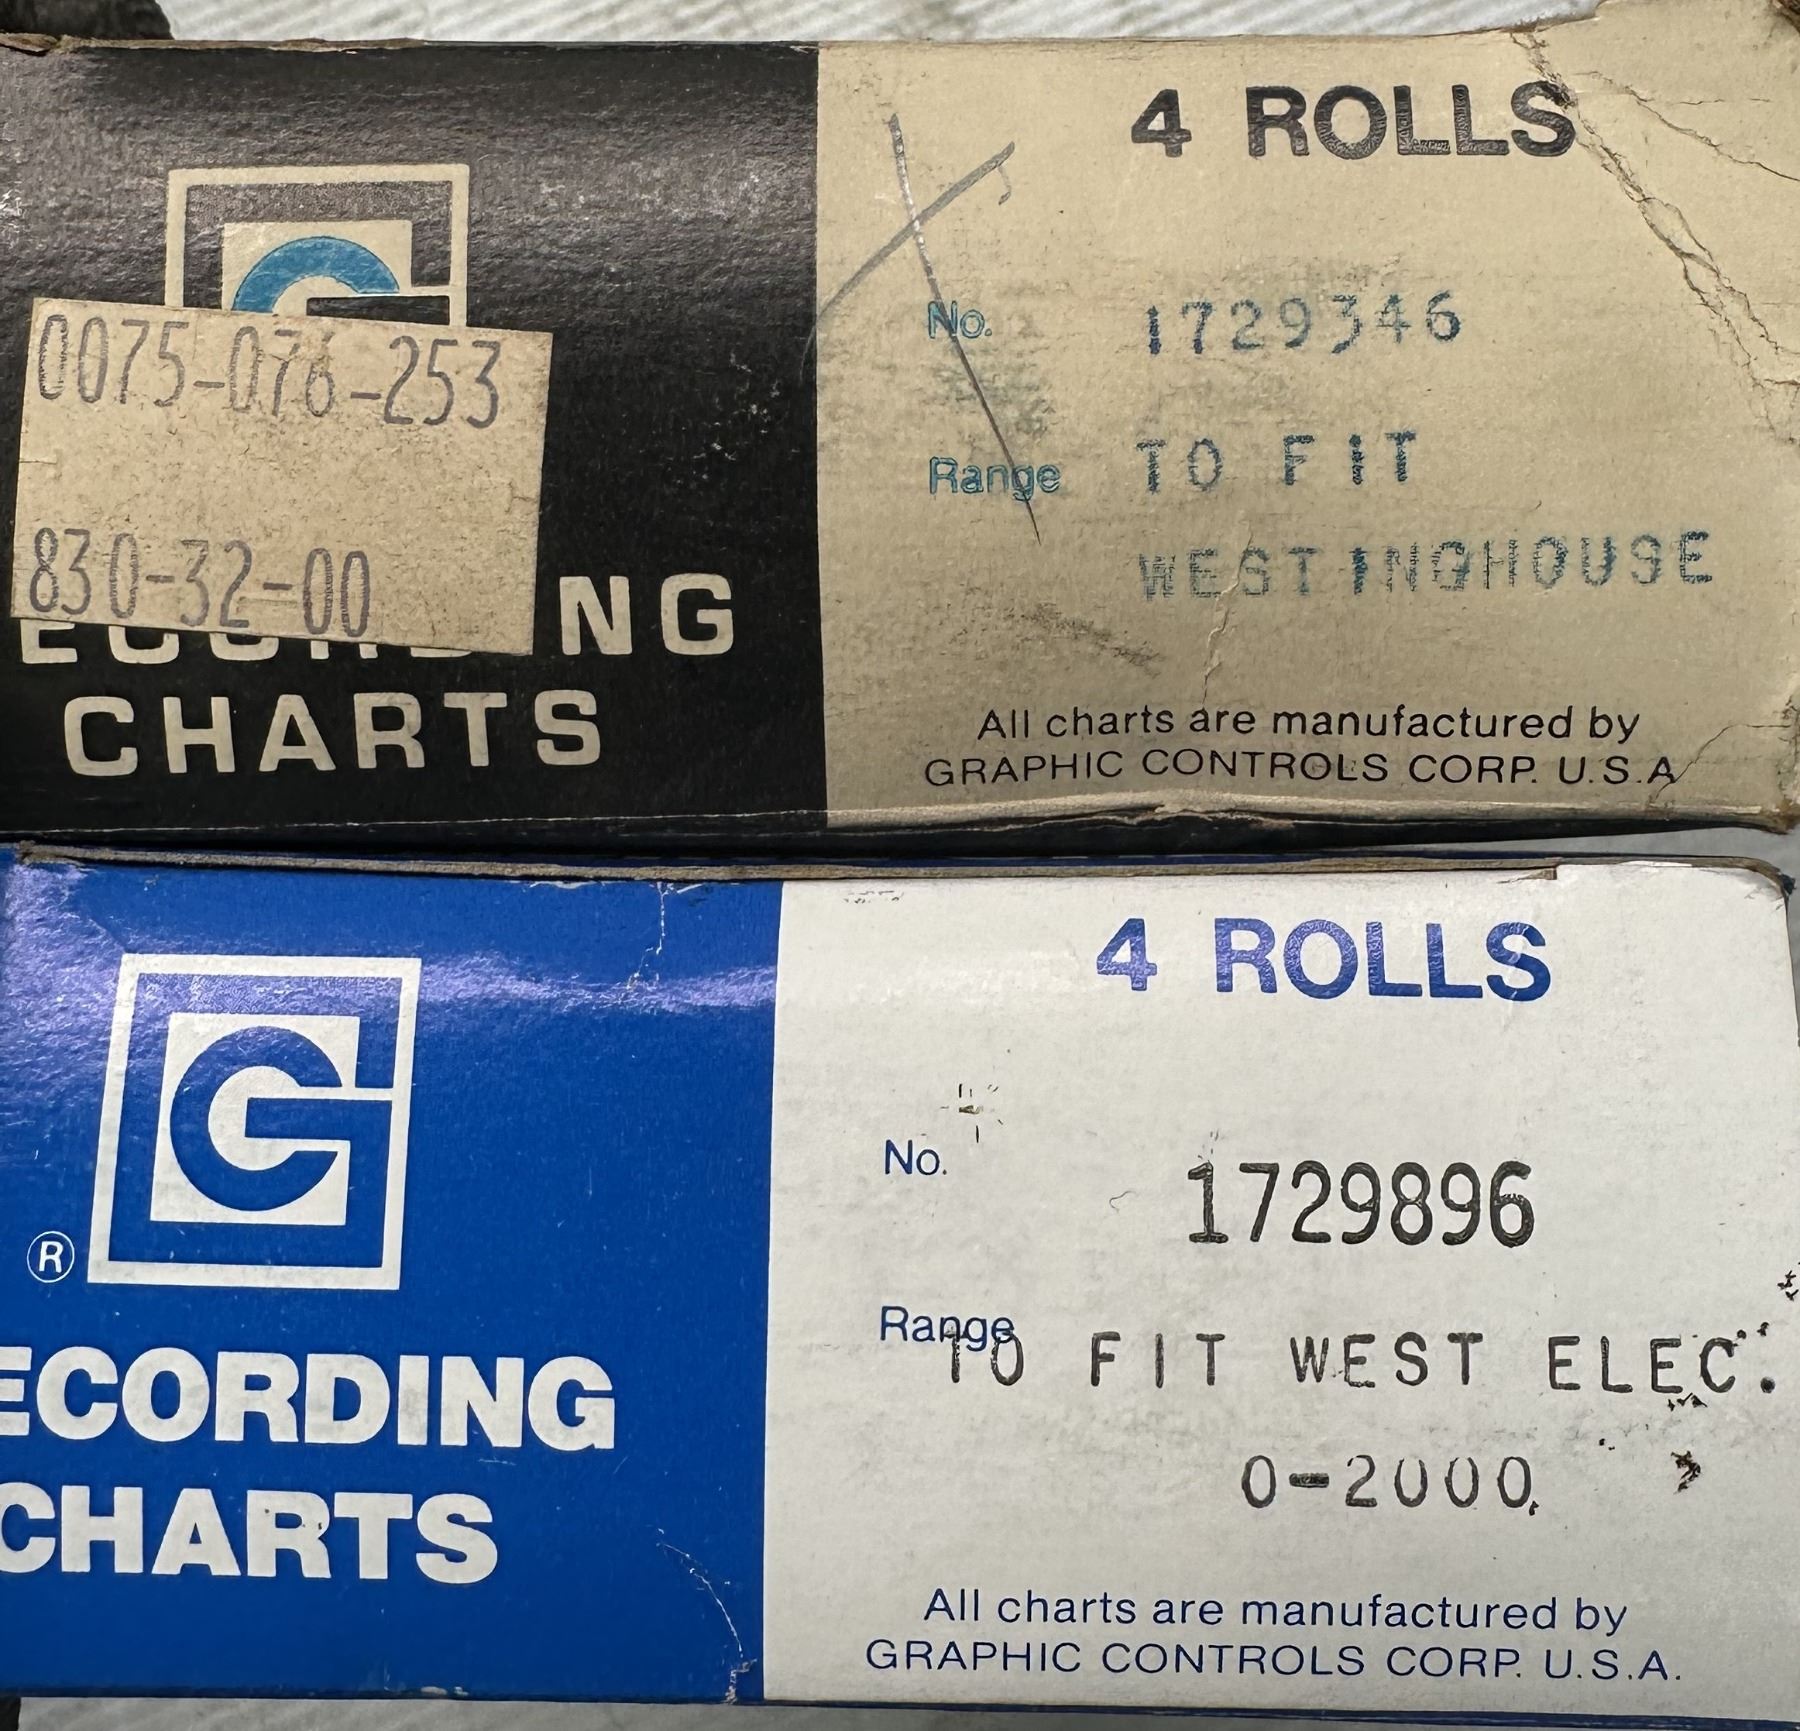 4 ROLLS
0075-076-253
830-32-00
No. 1729346
Range TO FIT
WESTINGHOUSE
ECORDING
CHARTS
All charts are manufactured by
GRAPHIC CONTROLS CORP. U.S.A
4 ROLLS
No. 1729896
®
Range TO FIT WEST ELEC.
0-2000
ECORDING
CHARTS
All charts are manufactured by
GRAPHIC CONTROLS CORP. U.S.A.